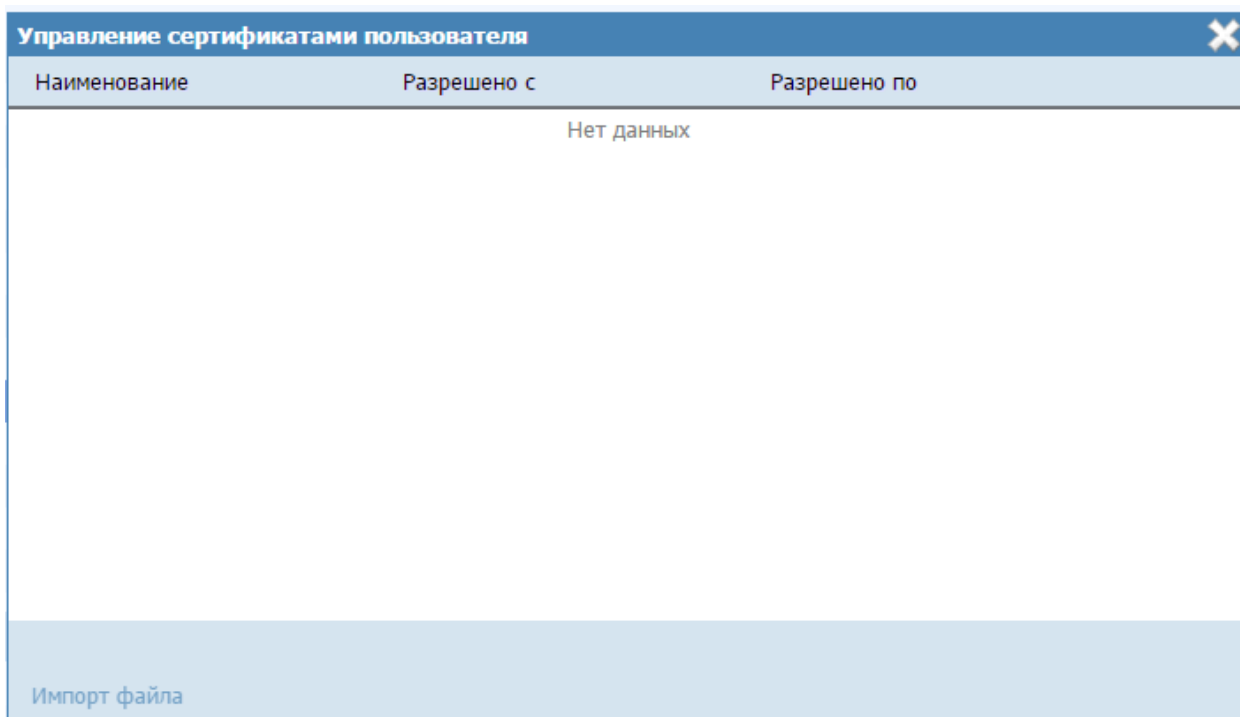 Управление сертификатами пользователя
Наименование Разрешено с Разрешено по
Нет данных
Импорт файла